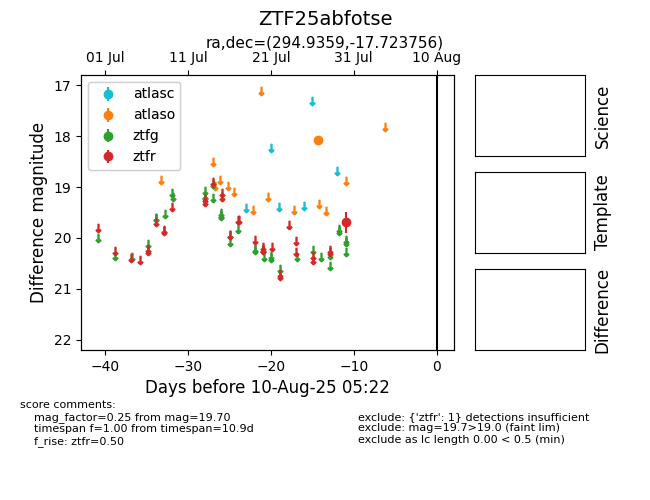 ZTF25abfotse
ra,dec=(294.9359,-17.723756)
01 Jul 11 Jul 21 Jul 31 Jul 10 Aug
atlasc
atlaso
ztfg
ztfr
17
18
19
20
21
22
Difference magnitude
−40 −30 −20 −10 0
Days before 10-Aug-25 05:22
Science
Template
Difference
score comments:
mag_factor=0.25 from mag=19.70
timespan f=1.00 from timespan=10.9d
f_rise: ztfr=0.50
exclude: {'ztfr': 1} detections insufficient
exclude: mag=19.7>19.0 (faint lim)
exclude as lc length 0.00 < 0.5 (min)